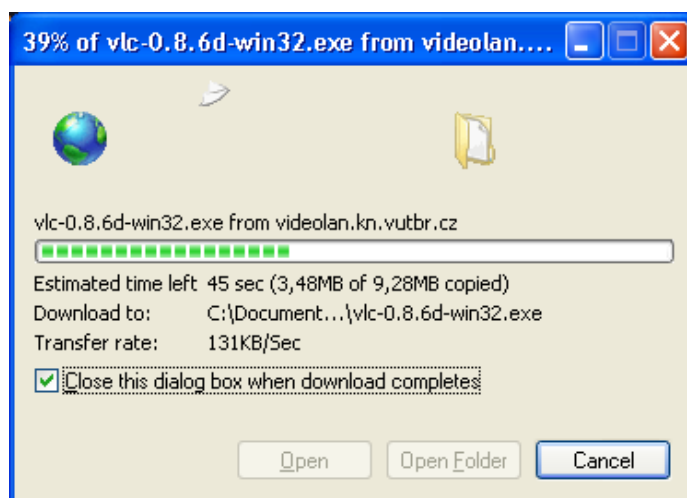 39% of vlc-0.8.6d-win32.exe from videolan....
vlc-0.8.6d-win32.exe from videolan.kn.vutbr.cz
Estimated time left 45 sec (3,48MB of 9,28MB copied)
Download to: C:\Document...\vlc-0.8.6d-win32.exe
Transfer rate: 131KB/Sec
Close this dialog box when download completes
Open Open Folder Cancel